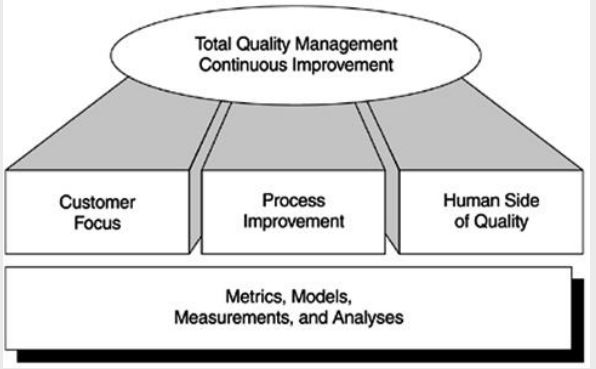 Total Quality Management
Continuous Improvement
Customer
Focus
Process
Improvement
Human Side
of Quality
Metrics, Models,
Measurements, and Analyses